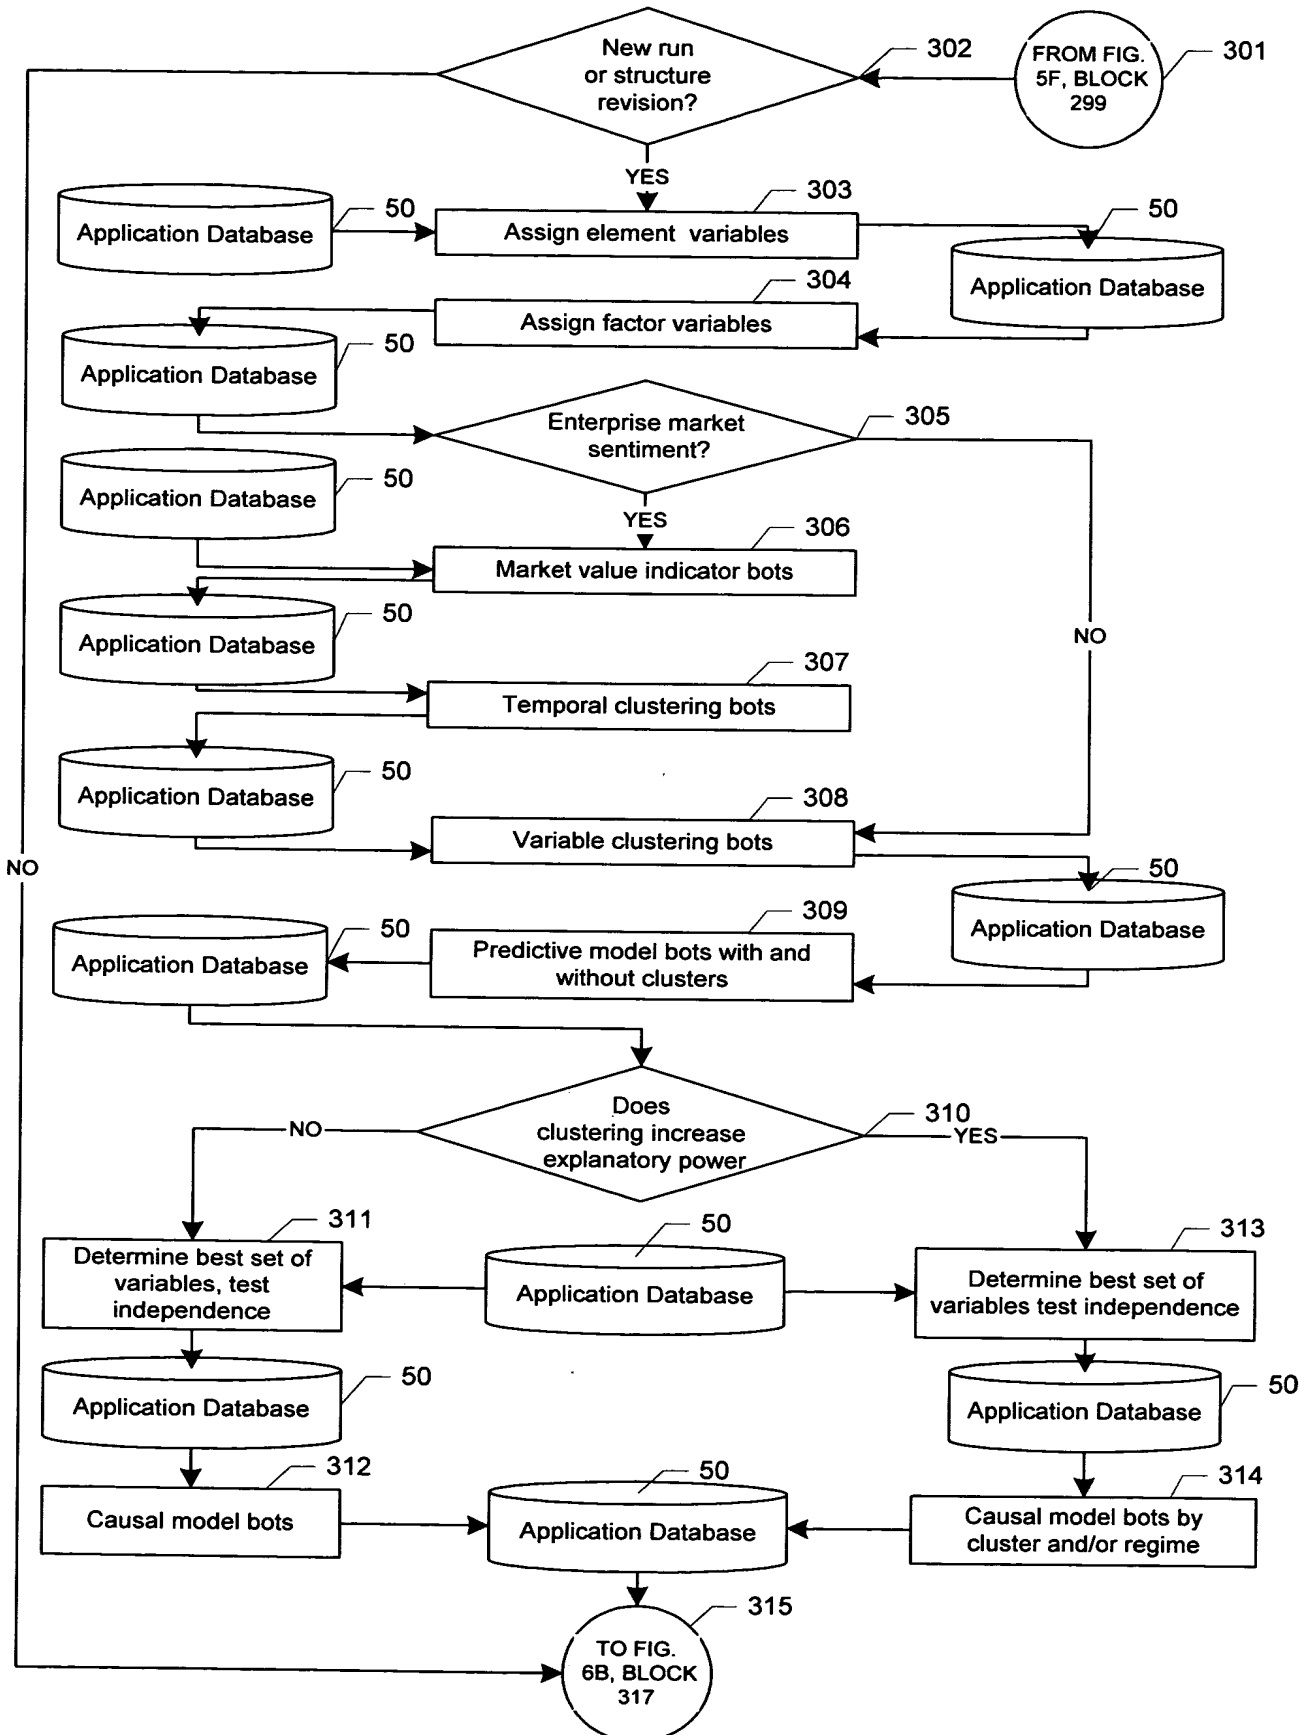 New run
or structure
revision?
302
FROM FIG.
5F, BLOCK
299
301
YES
303
50
Application Database
Assign element variables
50
Application Database
304
Assign factor variables
50
Application Database
Enterprise market
sentiment?
305
50
Application Database
YES
306
Market value indicator bots
50
Application Database
NO
307
Temporal clustering bots
50
Application Database
308
Variable clustering bots
NO
50
Application Database
309
Predictive model bots with and
without clusters
50
Application Database
Does
clustering increase
explanatory power
310
NO
YES
311
Determine best set of
variables, test
independence
50
Application Database
313
Determine best set of
variables test independence
50
Application Database
50
Application Database
312
Causal model bots
50
Application Database
314
Causal model bots by
cluster and/or regime
315
TO FIG.
6B, BLOCK
317